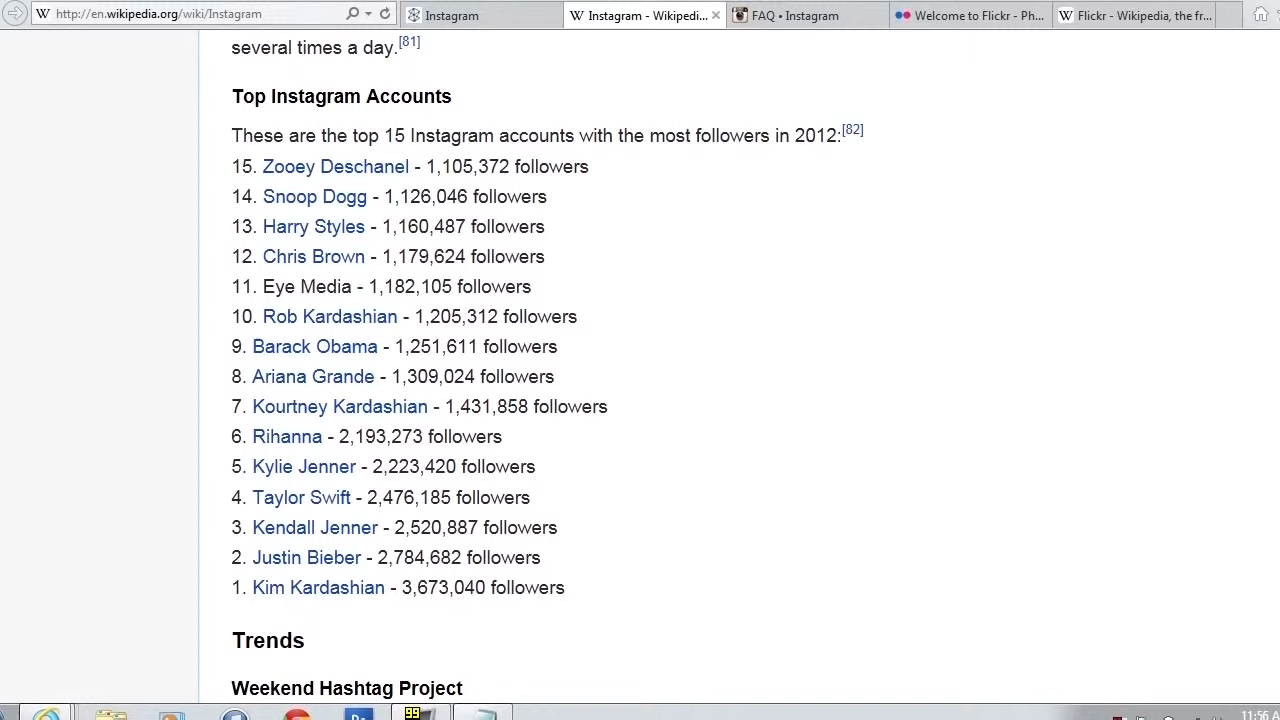 http://en.wikipedia.org/wiki/Instagram
Instagram
Instagram - Wikipedi...
FAQ • Instagram
Welcome to Flickr - Ph...
Flickr - Wikipedia, the fr...
several times a day.[81]
Top Instagram Accounts
These are the top 15 Instagram accounts with the most followers in 2012:[82]
15. Zooey Deschanel - 1,105,372 followers
14. Snoop Dogg - 1,126,046 followers
13. Harry Styles - 1,160,487 followers
12. Chris Brown - 1,179,624 followers
11. Eye Media - 1,182,105 followers
10. Rob Kardashian - 1,205,312 followers
9. Barack Obama - 1,251,611 followers
8. Ariana Grande - 1,309,024 followers
7. Kourtney Kardashian - 1,431,858 followers
6. Rihanna - 2,193,273 followers
5. Kylie Jenner - 2,223,420 followers
4. Taylor Swift - 2,476,185 followers
3. Kendall Jenner - 2,520,887 followers
2. Justin Bieber - 2,784,682 followers
1. Kim Kardashian - 3,673,040 followers
Trends
Weekend Hashtag Project
99
11:56